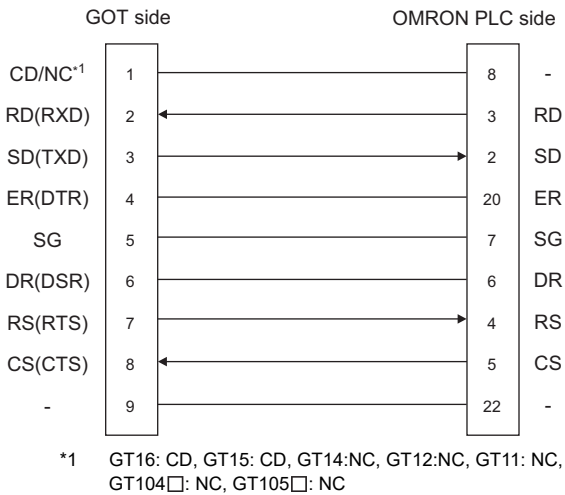 GOT side OMRON PLC side
CD/NC*1 1 8 -
RD(RXD) 2 3 RD
SD(TXD) 3 2 SD
ER(DTR) 4 20 ER
SG 5 7 SG
DR(DSR) 6 6 DR
RS(RTS) 7 4 RS
CS(CTS) 8 5 CS
- 9 22 -
*1 GT16: CD, GT15: CD, GT14:NC, GT12:NC, GT11: NC,
GT104□: NC, GT105□: NC